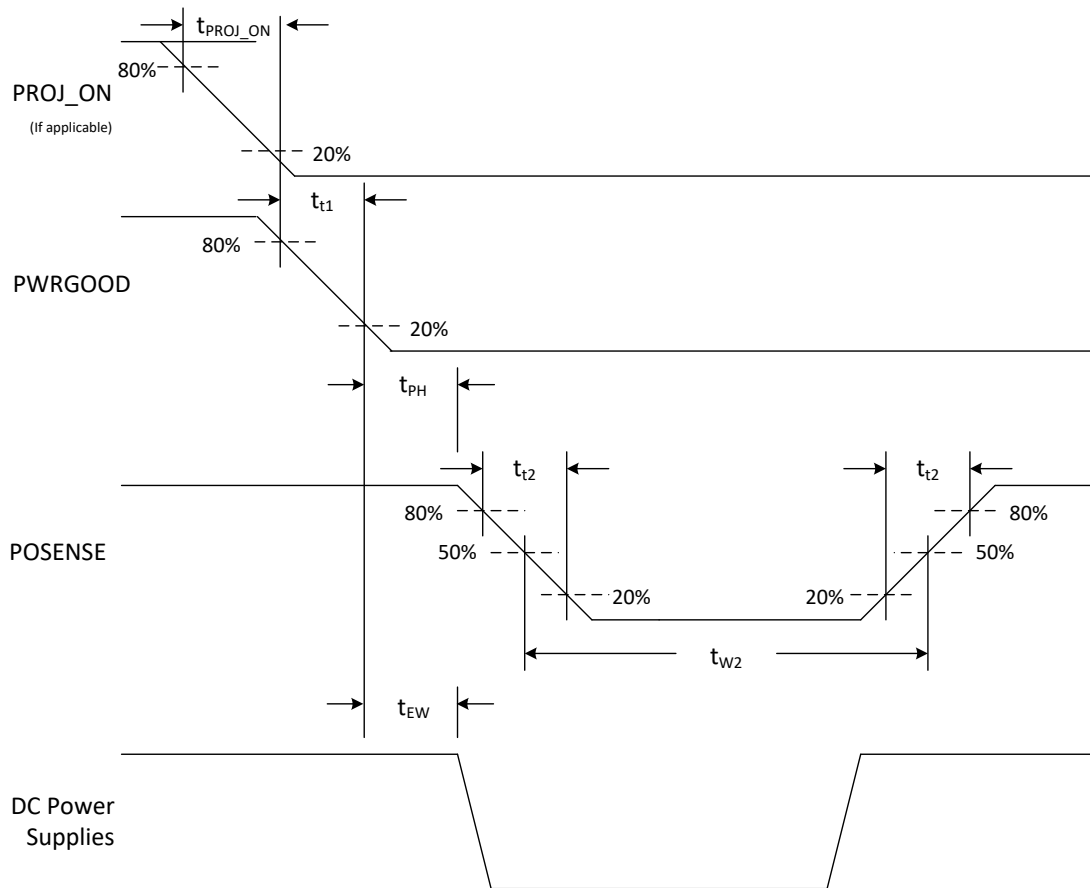 tPROJ_ON
80%
PROJ_ON
(If applicable)
20%
tt1
80%
PWRGOOD
20%
tPH
tt2
tt2
80%
80%
POSENSE
50%
50%
20%
20%
tW2
tEW
DC Power
Supplies